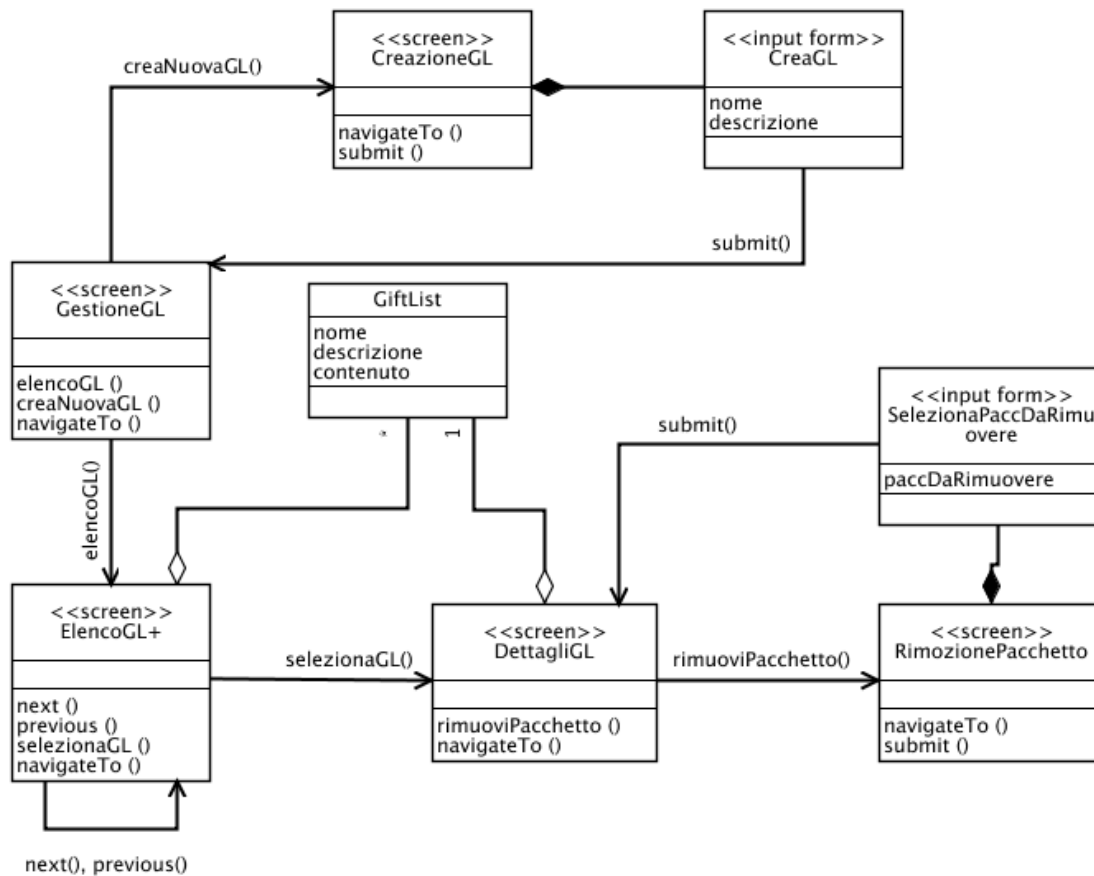 <<screen>>
CreazioneGL
navigateTo ()
submit ()
<<input form>>
CreaGL
nome
descrizione
creaNuovaGL()
submit()
<<screen>>
GestioneGL
elencoGL ()
creaNuovaGL ()
navigateTo ()
GiftList
nome
descrizione
contenuto
*
1
<<input form>>
SelezionaPaccDaRimu
overe
paccDaRimuovere
submit()
elencoGL()
<<screen>>
ElencoGL+
next ()
previous ()
selezionaGL ()
navigateTo ()
selezionaGL()
<<screen>>
DettagliGL
rimuoviPacchetto ()
navigateTo ()
rimuoviPacchetto()
<<screen>>
RimozionePacchetto
navigateTo ()
submit ()
next(), previous()